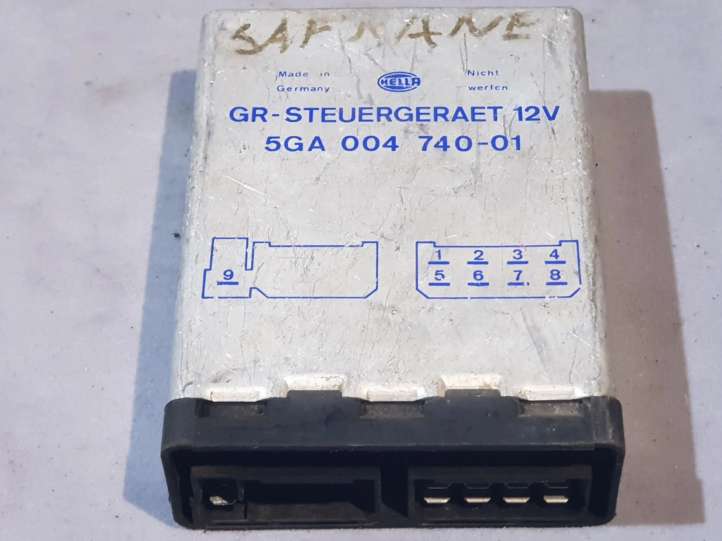 SAFRANE
Made in HELLA Nicht
Germany werfen
GR-STEUERGERAET 12V
5GA 004 740-01
1 2 3 4
9 5 6 7 8